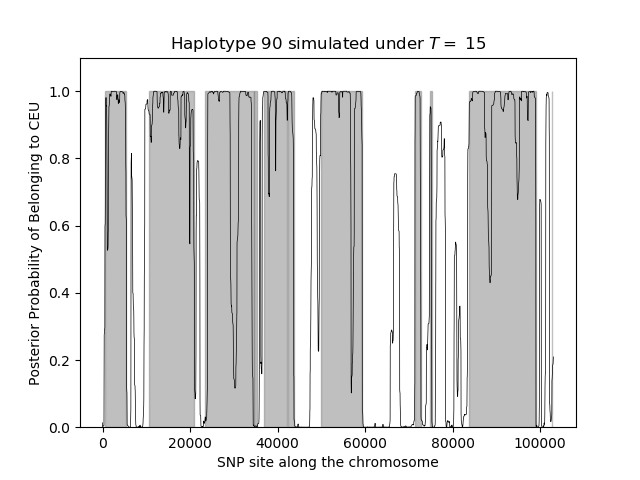 Haplotype 90 simulated under T = 15
Posterior Probability of Belonging to CEU
1.0
0.8
0.6
0.4
0.2
0.0
0 20000 40000 60000 80000 100000
SNP site along the chromosome